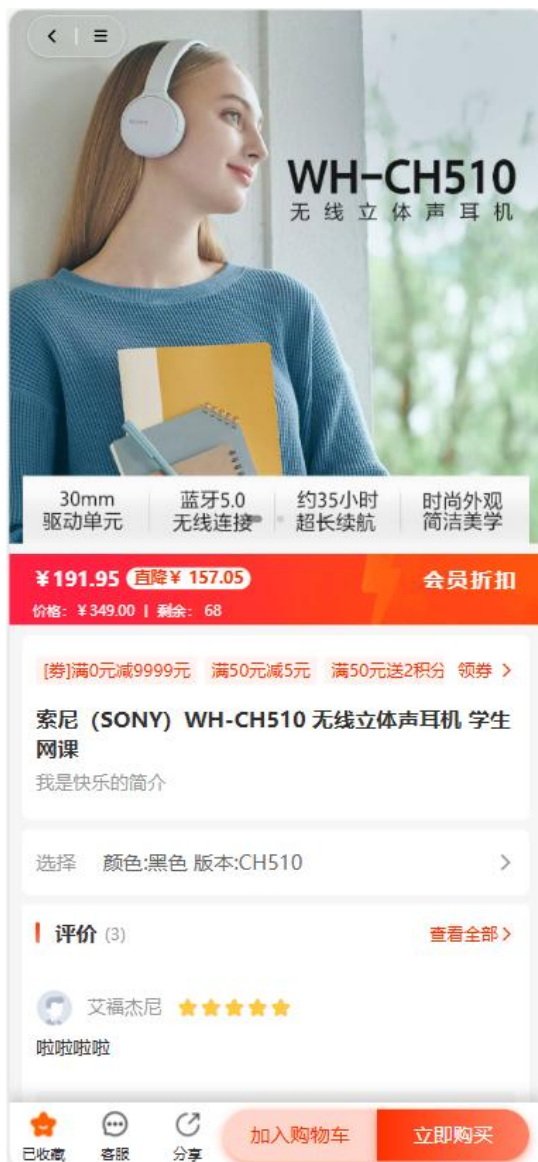 WH-CH510
无线立体声耳机
30mm
驱动单元
蓝牙5.0
无线连接
约35小时
超长续航
时尚外观
简洁美学
¥191.95 直降¥ 157.05 会员折扣
价格: ¥349.00 | 剩余: 68
[券]满0元减9999元 满50元减5元 满50元送2积分 领券 >
索尼（SONY）WH-CH510 无线立体声耳机 学生
网课
我是快乐的简介
选择 颜色:黑色 版本:CH510 >
评价 (3) 查看全部 >
艾福杰尼
啦啦啦啦
已收藏 客服 分享 加入购物车 立即购买